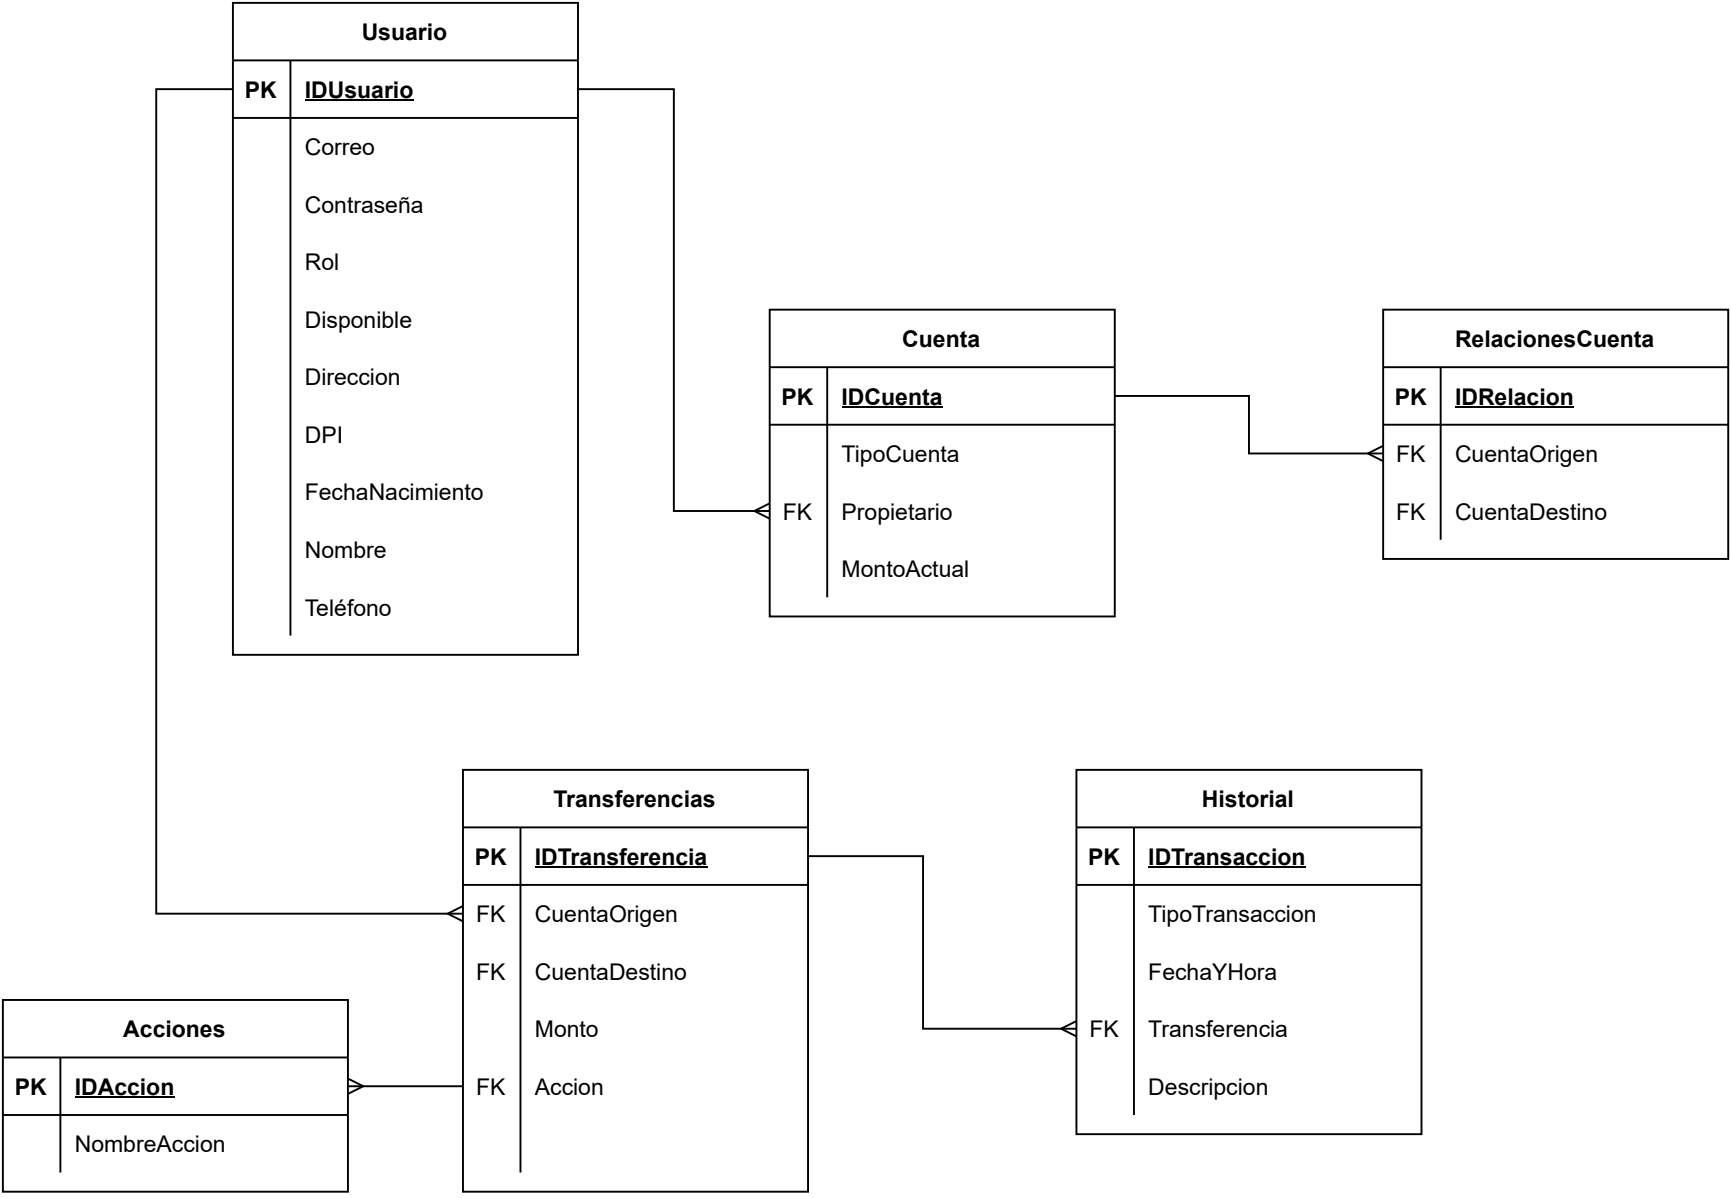 Usuario
PK IDUsuario
Correo
Contraseña
Rol
Disponible
Direccion
DPI
FechaNacimiento
Nombre
Teléfono
Cuenta
PK IDCuenta
TipoCuenta
FK Propietario
MontoActual
RelacionesCuenta
PK IDRelacion
FK CuentaOrigen
FK CuentaDestino
Transferencias
PK IDTransferencia
FK CuentaOrigen
FK CuentaDestino
Monto
FK Accion
Historial
PK IDTransaccion
TipoTransaccion
FechaYHora
FK Transferencia
Descripcion
Acciones
PK IDAccion
NombreAccion